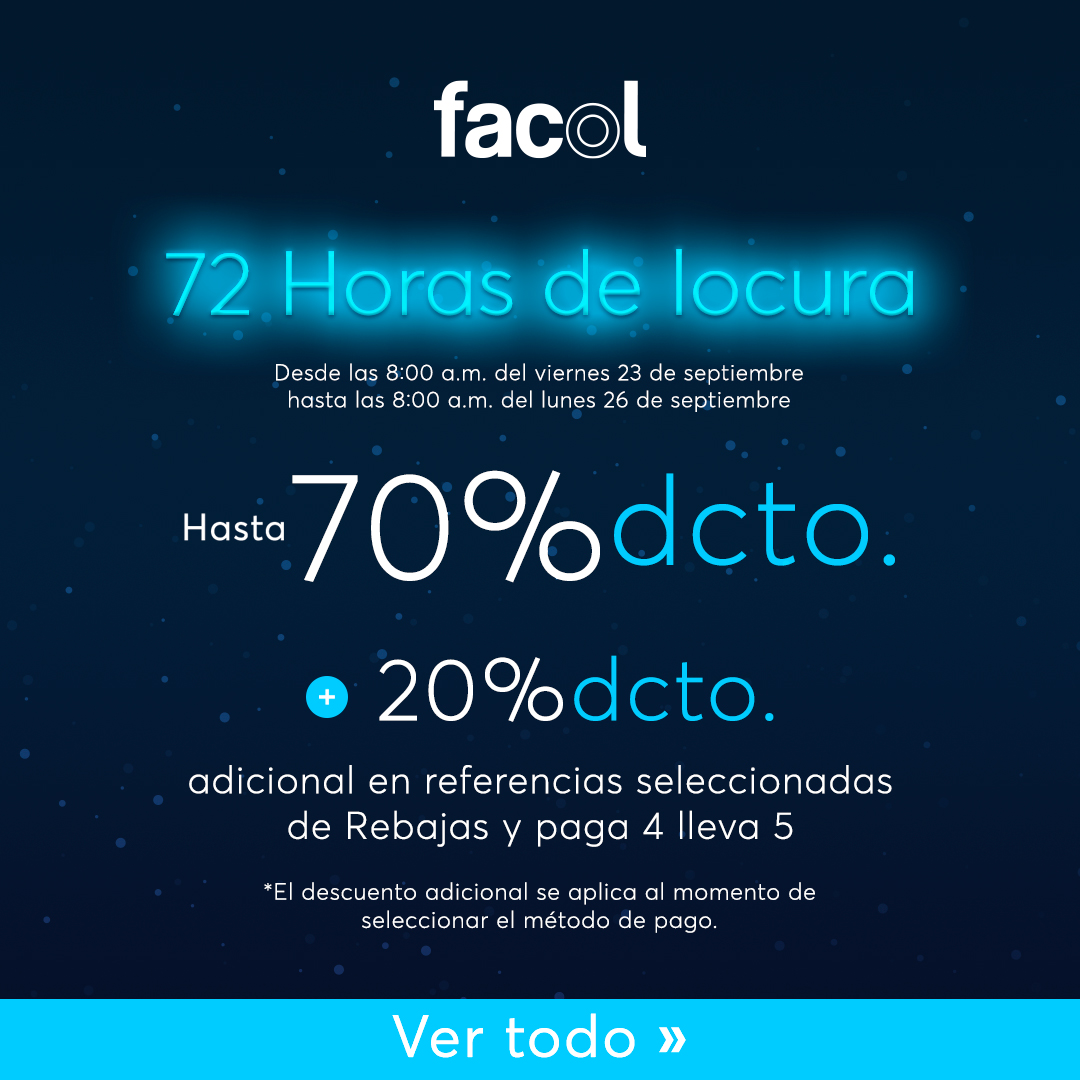 facol
72 Horas de locura
Desde las 8:00 a.m. del viernes 23 de septiembre
hasta las 8:00 a.m. del lunes 26 de septiembre
Hasta 70% dcto.
+ 20% dcto.
adicional en referencias seleccionadas
de Rebajas y paga 4 lleva 5
*El descuento adicional se aplica al momento de
seleccionar el método de pago.
Ver todo »